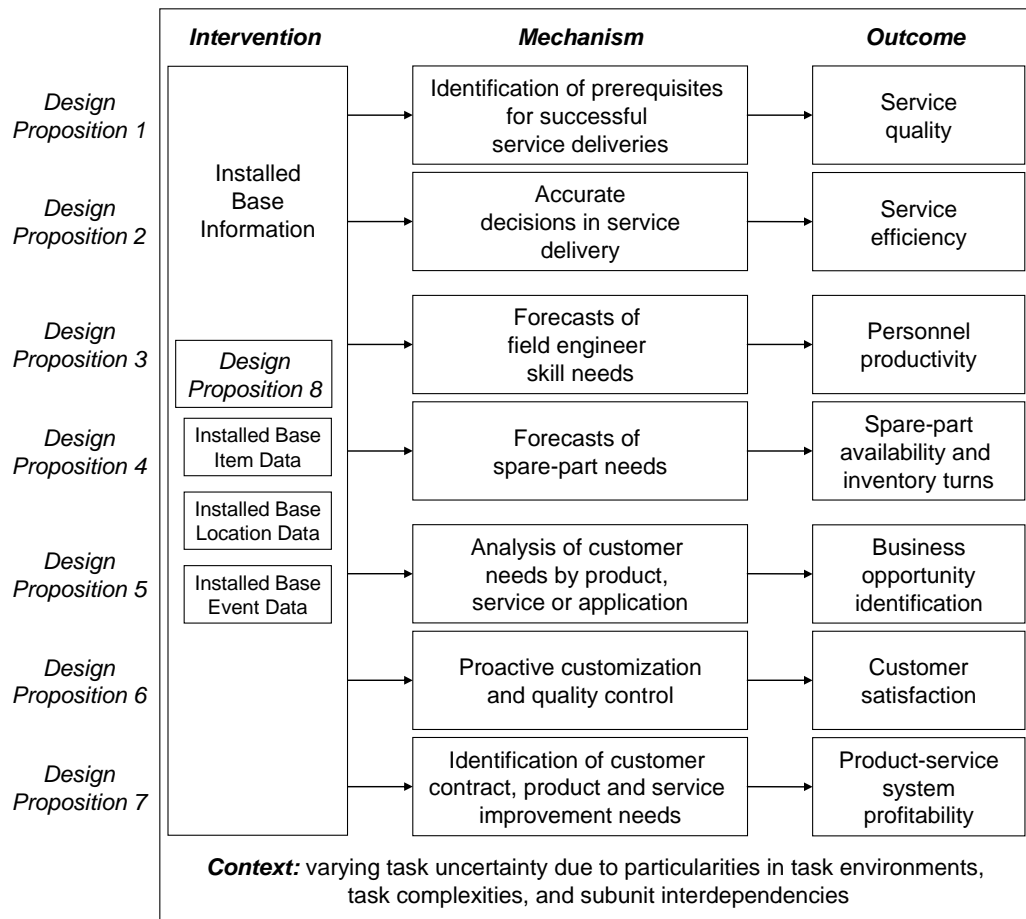 Intervention
Mechanism
Outcome
Design
Proposition 1
Identification of prerequisites
for successful
service deliveries
Service
quality
Installed
Base
Information
Design
Proposition 2
Accurate
decisions in service
delivery
Service
efficiency
Design
Proposition 3
Forecasts of
field engineer
skill needs
Personnel
productivity
Design
Proposition 8
Design
Proposition 4
Installed Base
Item Data
Forecasts of
spare-part needs
Spare-part
availability and
inventory turns
Installed Base
Location Data
Design
Proposition 5
Installed Base
Event Data
Analysis of customer
needs by product,
service or application
Business
opportunity
identification
Design
Proposition 6
Proactive customization
and quality control
Customer
satisfaction
Design
Proposition 7
Identification of customer
contract, product and service
improvement needs
Product-service
system
profitability
Context: varying task uncertainty due to particularities in task environments,
task complexities, and subunit interdependencies